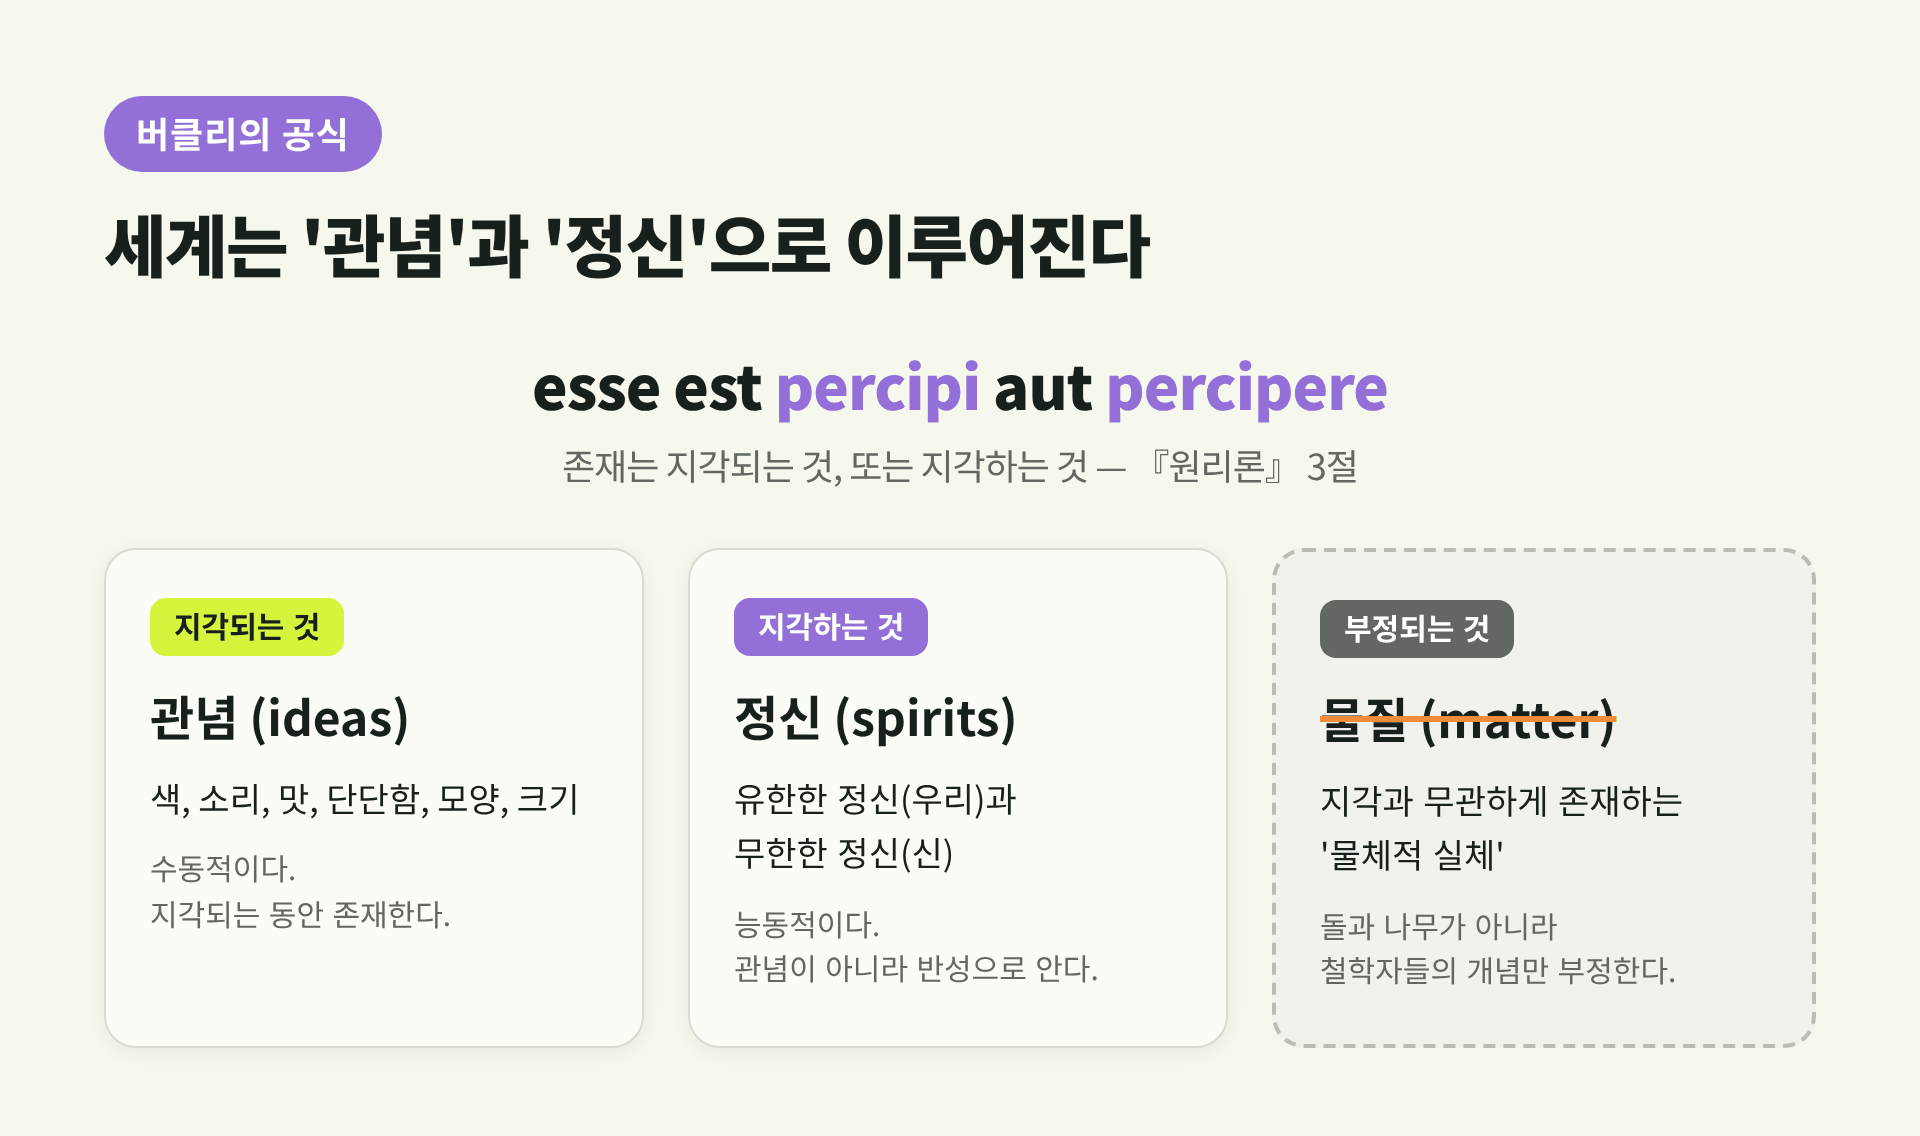 버클리의 공식
세계는 '관념'과 '정신'으로 이루어진다
esse est percipi aut percipere
존재는 지각되는 것, 또는 지각하는 것 — 『원리론』 3절
지각되는 것
관념 (ideas)
색, 소리, 맛, 단단함, 모양, 크기
수동적이다.
지각되는 동안 존재한다.
지각하는 것
정신 (spirits)
유한한 정신(우리)과
무한한 정신(신)
능동적이다.
관념이 아니라 반성으로 안다.
부정되는 것
물질 (matter)
지각과 무관하게 존재하는
'물체적 실체'
돌과 나무가 아니라
철학자들의 개념만 부정한다.